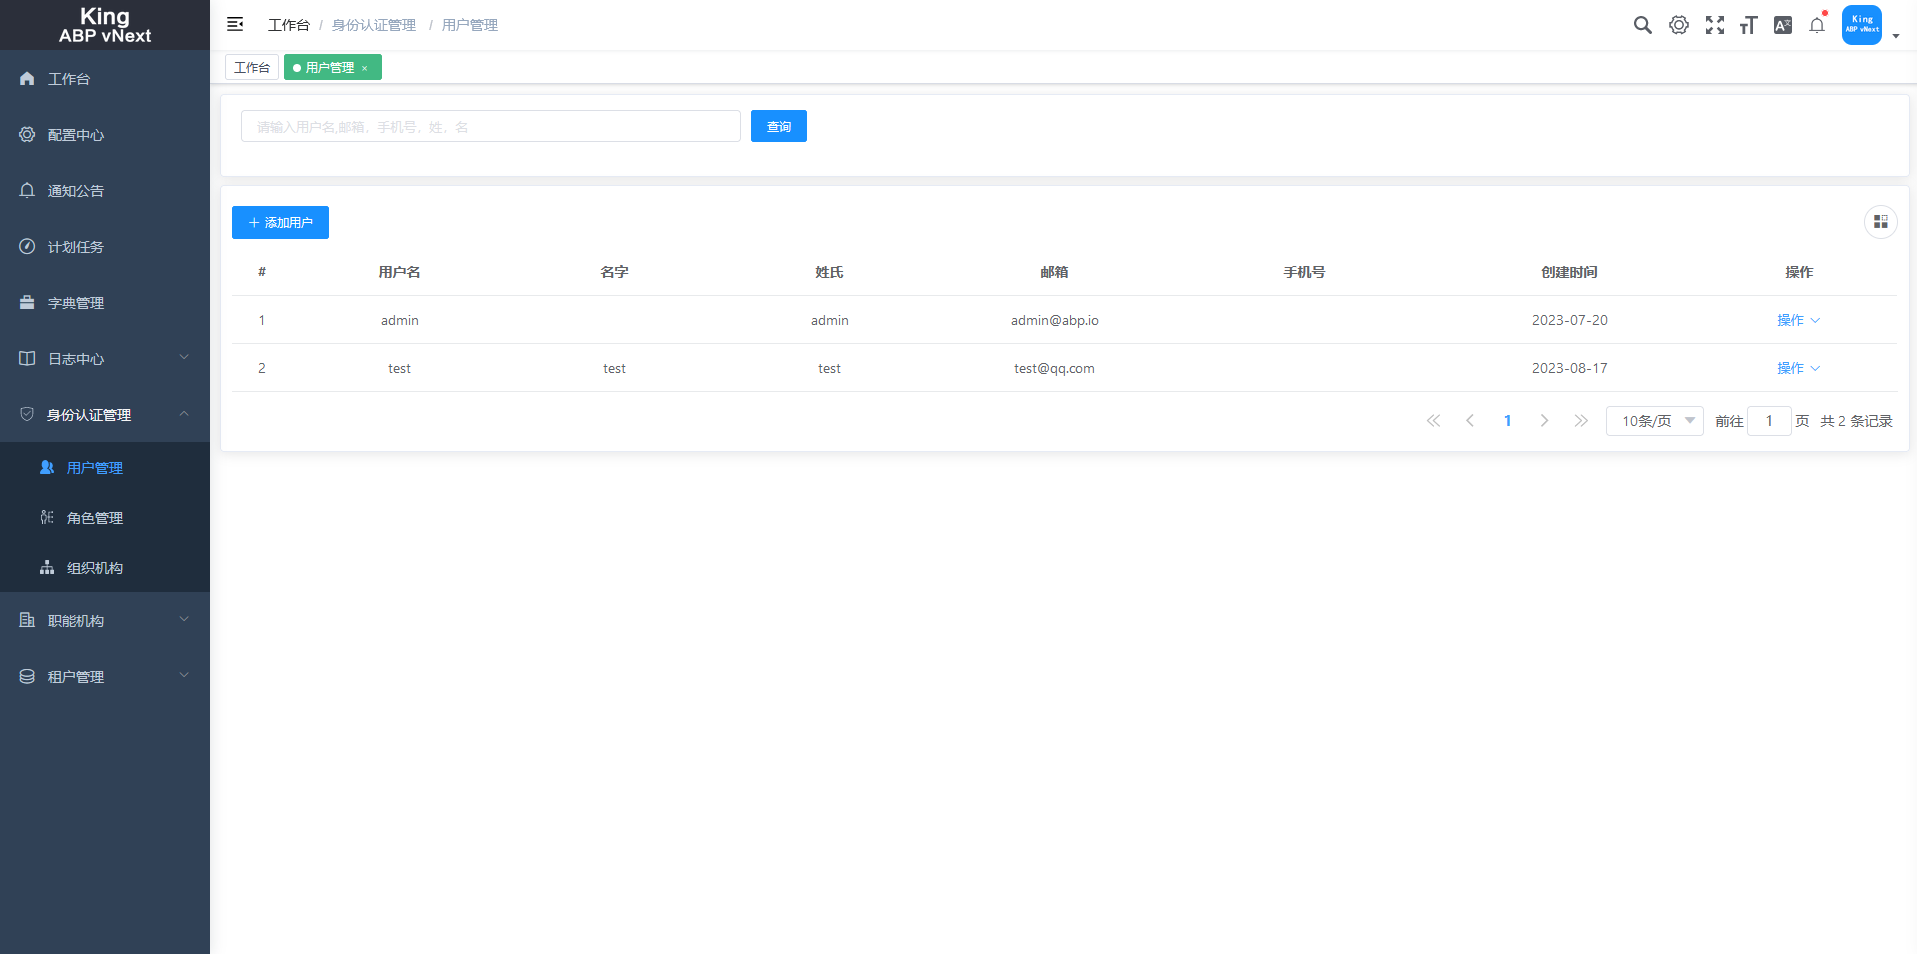 King
ABP vNext
工作台
配置中心
通知公告
计划任务
字典管理
日志中心
身份认证管理
用户管理
角色管理
组织机构
职能机构
租户管理
工作台 / 身份认证管理 / 用户管理
King
ABP vNext
工作台
用户管理 ×
请输入用户名,邮箱，手机号，姓，名
查询
添加用户
# 用户名 名字 姓氏 邮箱 手机号 创建时间 操作
1 admin admin admin@abp.io 2023-07-20 操作
2 test test test test@qq.com 2023-08-17 操作
1 10条/页 前往 1 页 共 2 条记录